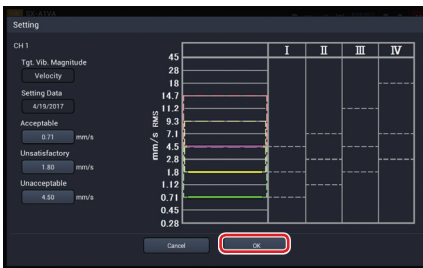 Setting
CH 1
Tgt. Vib. Magnitude
Velocity
Setting Data
4/19/2017
Acceptable
0.71 mm/s
Unsatisfactory
1.80 mm/s
Unacceptable
4.50 mm/s
mm/s RMS
45
28
18
14.7
11.2
9.3
7.1
4.5
2.8
1.8
1.12
0.71
0.45
0.28
I II III IV
Cancel OK